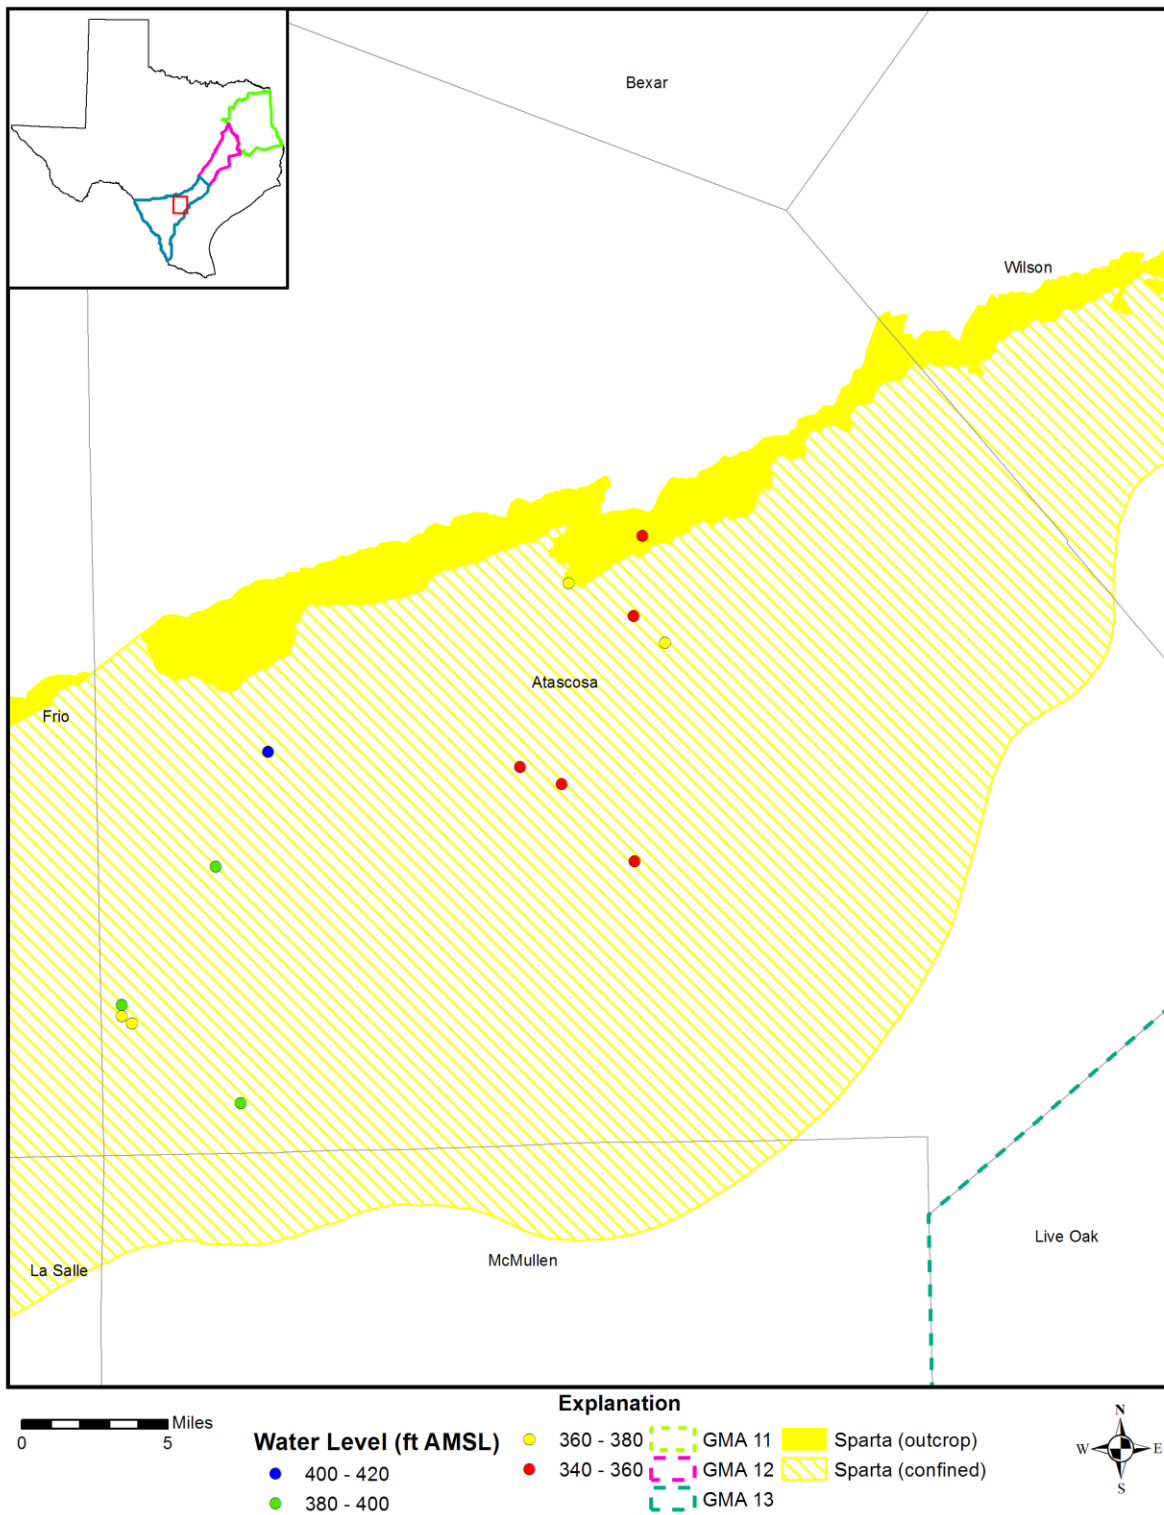 Bexar
Wilson
Atascosa
Frio
La Salle
McMullen
Live Oak
Explanation
Miles
0 5
Water Level (ft AMSL)
400 - 420
380 - 400
360 - 380
340 - 360
GMA 11
GMA 12
GMA 13
Sparta (outcrop)
Sparta (confined)
N
W E
S